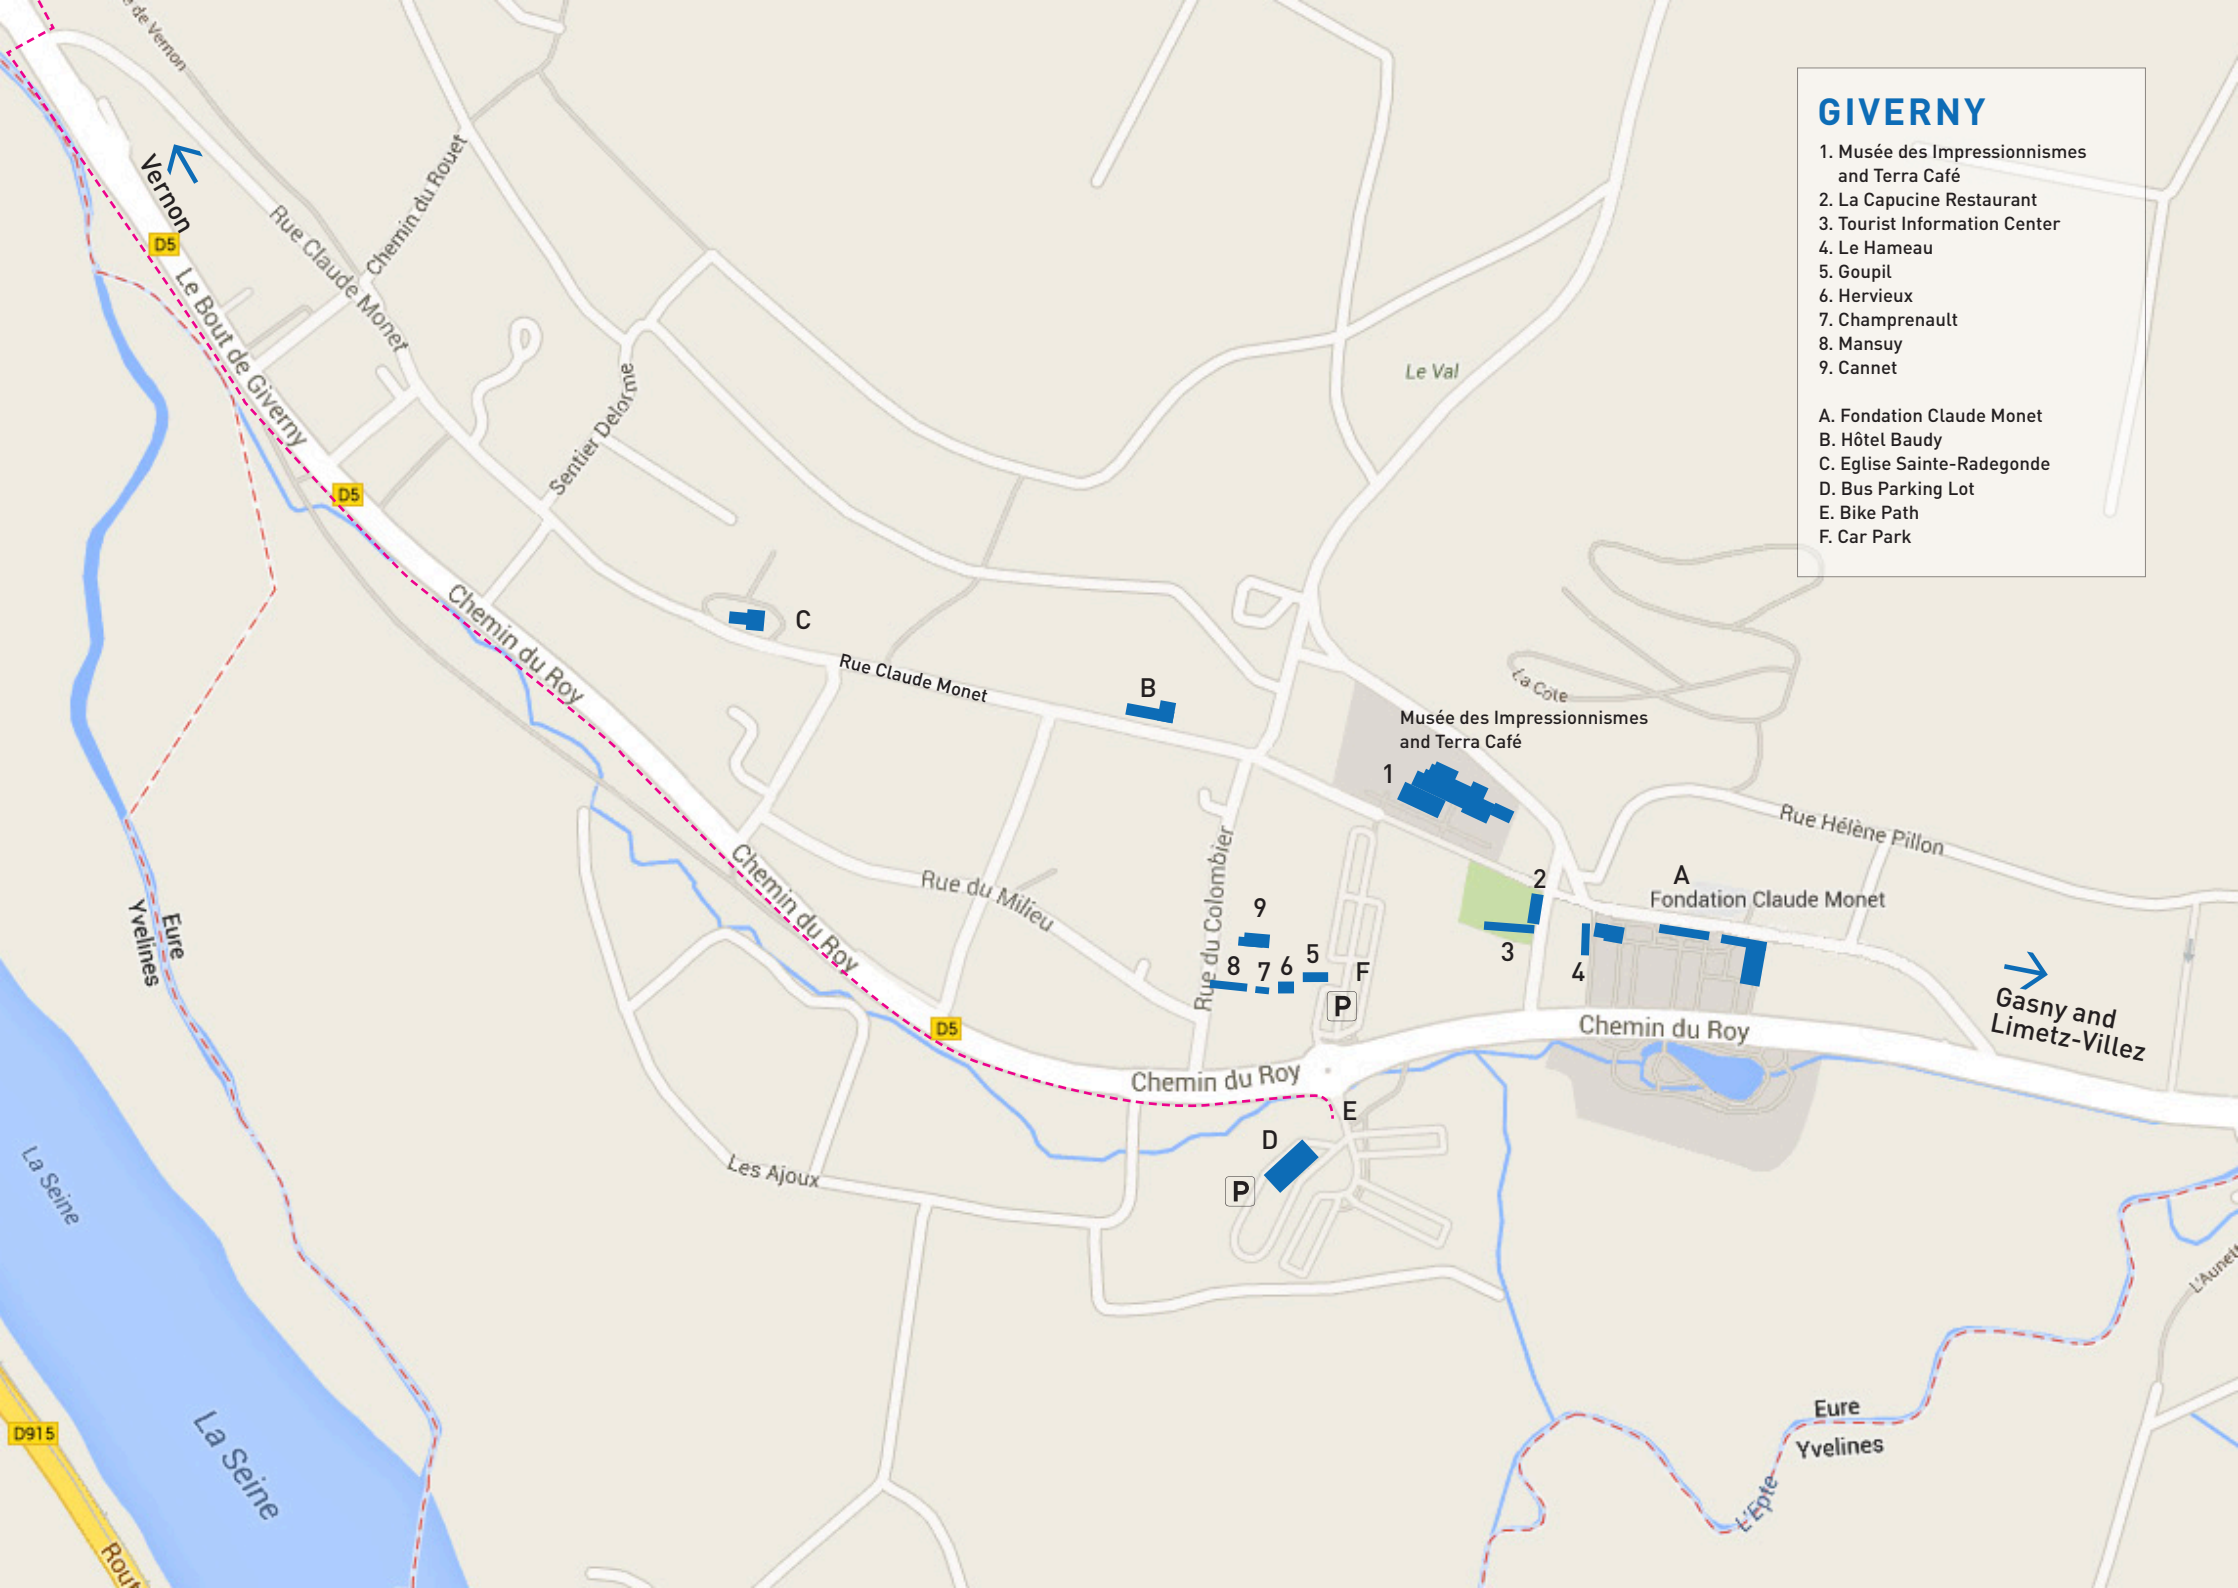 GIVERNY
1. Musée des Impressionnismes
and Terra Café
2. La Capucine Restaurant
3. Tourist Information Center
4. Le Hameau
5. Goupil
6. Hervieux
7. Champrenault
8. Mansuy
9. Cannet
A. Fondation Claude Monet
B. Hôtel Baudy
C. Eglise Sainte-Radegonde
D. Bus Parking Lot
E. Bike Path
F. Car Park
de Vernon
Vernon
D5
Rue Claude Monet
Chemin du Rouet
Le Bout de Giverny
Le Val
Sentier Delorme
D5
Chemin du Roy
C
Rue Claude Monet
B
La Côte
Musée des Impressionnismes
and Terra Café
1
Rue Hélène Pillon
Chemin du Roy
Rue du Milieu
Rue du Colombier
2
A
Fondation Claude Monet
9
3
4
5
8
7
6
F
P
Eure
Yvelines
Gasny and
Limetz-Villez
D5
Chemin du Roy
Chemin du Roy
E
D
P
Les Ajoux
La Seine
La Seine
D915
Rout
Eure
Yvelines
L'Epte
L'Aunet